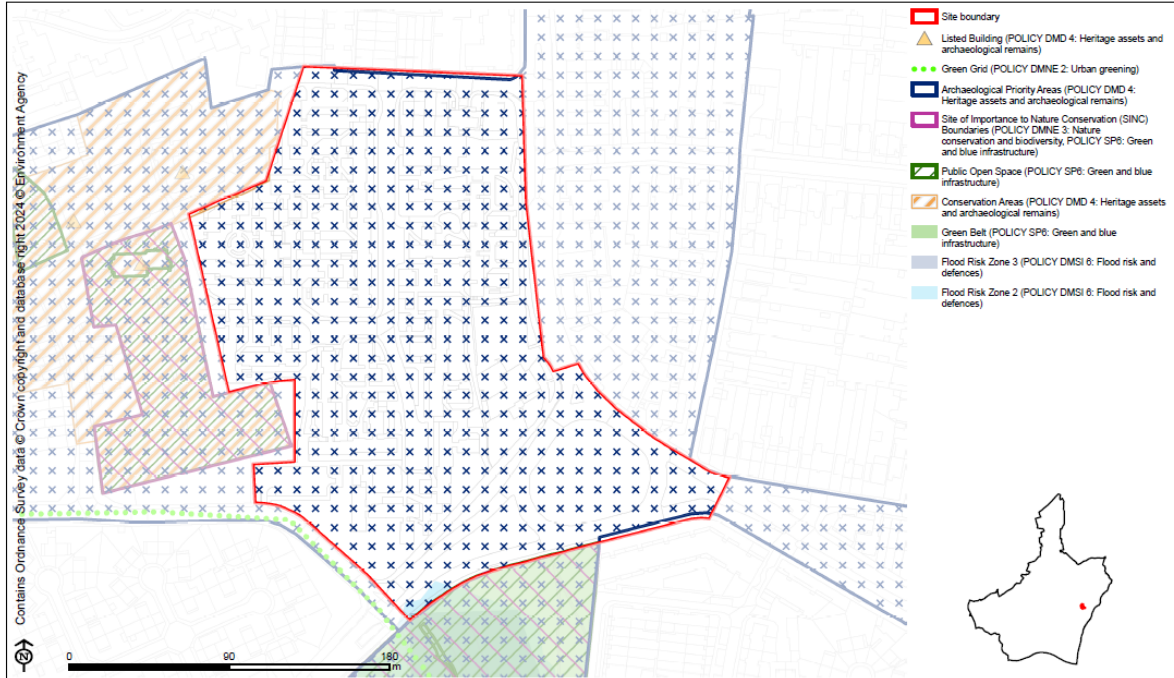 Contains Ordnance Survey data © Crown copyright and database right 2024 © Environment Agency
0
90
180
m
Site boundary
Listed Building (POLICY DMD 4: Heritage assets and
archaeological remains)
Green Grid (POLICY DMNE 2: Urban greening)
Archaeological Priority Areas (POLICY DMD 4:
Heritage assets and archaeological remains)
Site of Importance to Nature Conservation (SINC)
Boundaries (POLICY DMNE 3: Nature
conservation and biodiversity, POLICY SP6: Green
and blue infrastructure)
Public Open Space (POLICY SP6: Green and blue
infrastructure)
Conservation Areas (POLICY DMD 4: Heritage assets
and archaeological remains)
Green Belt (POLICY SP6: Green and blue
infrastructure)
Flood Risk Zone 3 (POLICY DMSI 6: Flood risk and
defences)
Flood Risk Zone 2 (POLICY DMSI 6: Flood risk and
defences)